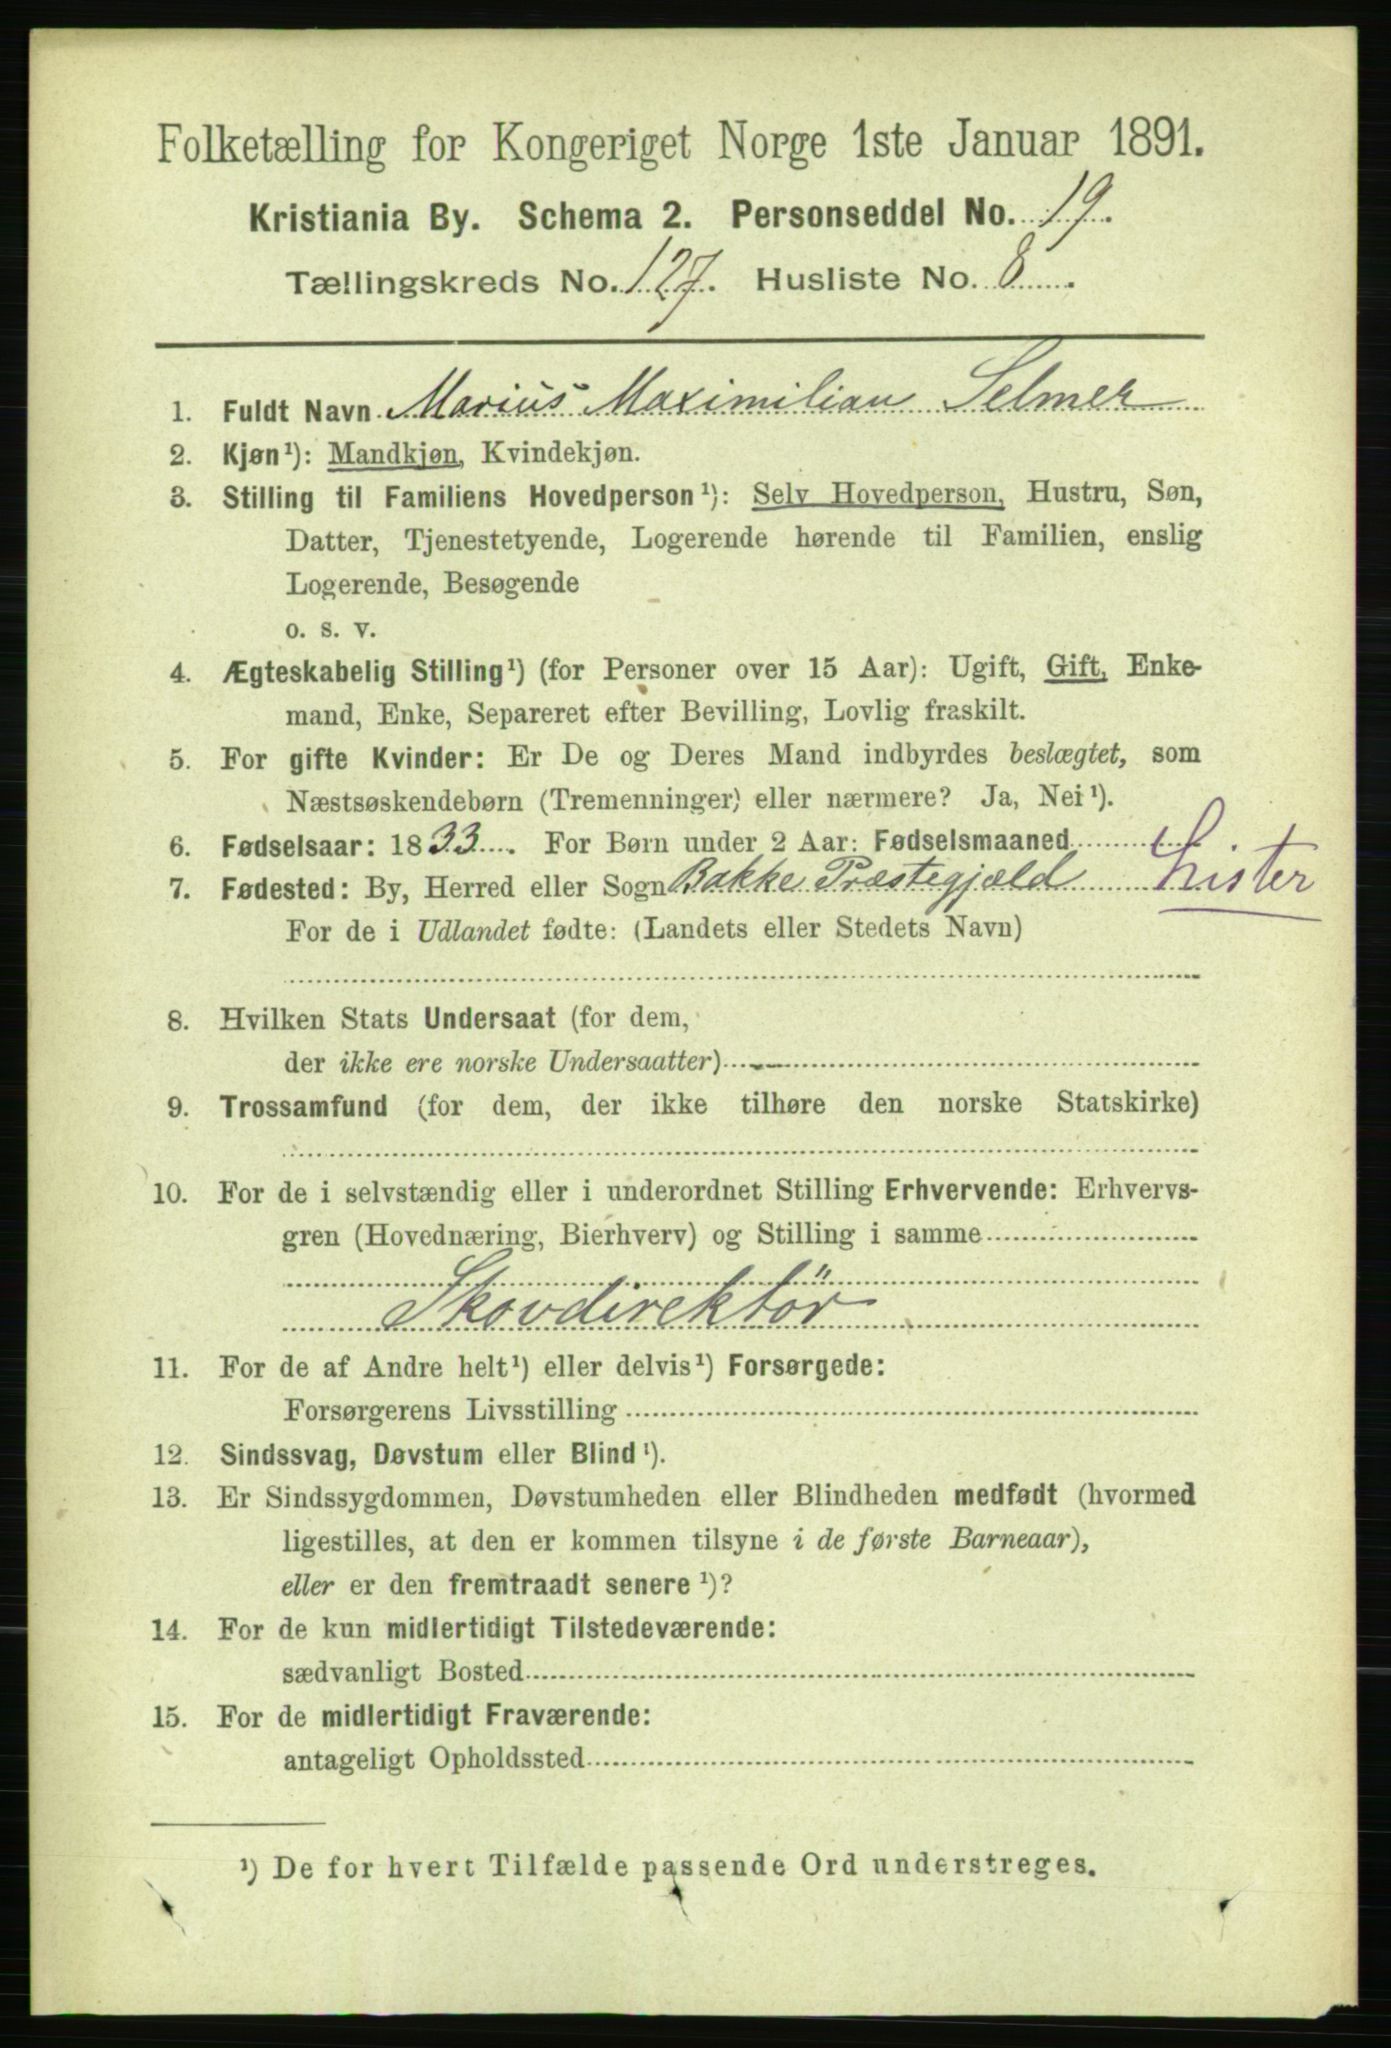 Folketælling for Kongeriget Norge 1ste Januar 1891.
Kristiania By. Schema 2. Personseddel No. 19.
Tællingskreds No. 127. Husliste No. 8.
1. Fuldt Navn Marius Maximilian Selmer
2. Kjøn¹): Mandkjøn, Kvindekjøn.
3. Stilling til Familiens Hovedperson¹): Selv Hovedperson, Hustru, Søn,
Datter, Tjenestetyende, Logerende hørende til Familien, enslig
Logerende, Besøgende
o. s. v.
4. Ægteskabelig Stilling¹) (for Personer over 15 Aar): Ugift, Gift, Enke-
mand, Enke, Separeret efter Bevilling, Lovlig fraskilt.
5. For gifte Kvinder: Er De og Deres Mand indbyrdes beslægtet, som
Næstsøskendebørn (Tremenninger) eller nærmere? Ja, Nei¹).
6. Fødselsaar: 1833. For Børn under 2 Aar: Fødselsmaaned
7. Fødested: By, Herred eller Sogn Bakke Præstegjæld Lister
For de i Udlandet fødte: (Landets eller Stedets Navn)
8. Hvilken Stats Undersaat (for dem,
der ikke ere norske Undersaatter)
9. Trossamfund (for dem, der ikke tilhøre den norske Statskirke)
10. For de i selvstændig eller i underordnet Stilling Erhvervende: Erhvervs-
gren (Hovednæring, Bierhverv) og Stilling i samme
Skovdirektör
11. For de af Andre helt¹) eller delvis¹) Forsørgede:
Forsørgerens Livsstilling
12. Sindssvag, Døvstum eller Blind¹).
13. Er Sindssygdommen, Døvstumheden eller Blindheden medfødt (hvormed
ligestilles, at den er kommen tilsyne i de første Barneaar),
eller er den fremtraadt senere¹)?
14. For de kun midlertidigt Tilstedeværende:
sædvanligt Bosted
15. For de midlertidigt Fraværende:
antageligt Opholdssted
¹) De for hvert Tilfælde passende Ord understreges.